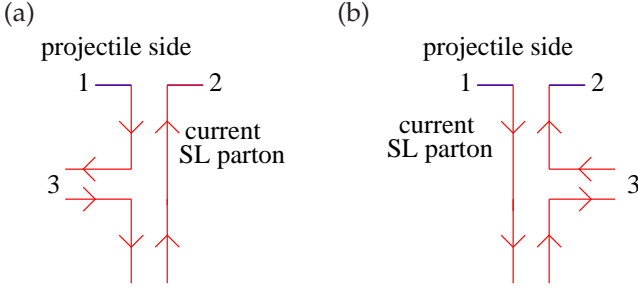 (a)
projectile side
1
2
current
SL parton
3
(b)
projectile side
1
2
current
SL parton
3